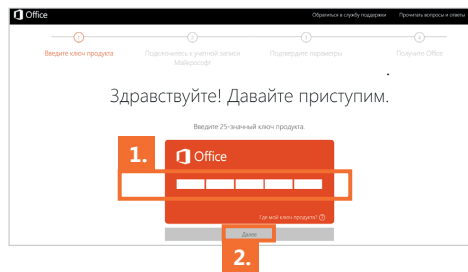 Office
Обратиться в службу поддержки Прочитать вопросы и ответы
1 2 3 4
Введите ключ продукта Подключитесь к учетной записи Майкрософт Подтвердите параметры Получите Office
Здравствуйте! Давайте приступим.
Введите 25-значный ключ продукта.
1.
Office
Где мой ключ продукта? ?
Далее
2.